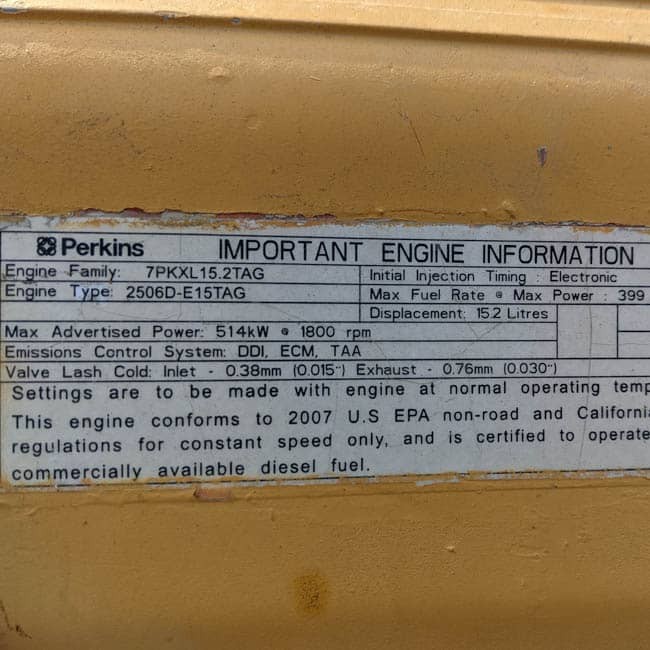 Perkins IMPORTANT ENGINE INFORMATION
Engine Family: 7PKXL15.2TAG Initial Injection Timing : Electronic
Engine Type: 2506D-E15TAG Max Fuel Rate @ Max Power : 399
Displacement: 15.2 Litres
Max Advertised Power: 514kW @ 1800 rpm
Emissions Control System: DDI, ECM, TAA
Valve Lash Cold: Inlet - 0.38mm (0.015") Exhaust - 0.76mm (0.030")
Settings are to be made with engine at normal operating temp
This engine conforms to 2007 U.S EPA non-road and California
regulations for constant speed only, and is certified to operate
commercially available diesel fuel.